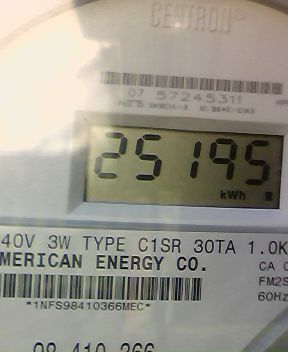 CENTRON®
07 57245311
25195
kWh
40V 3W TYPE C1SR 30TA 1.0K
MERICAN ENERGY CO.
CA
FM2S
60Hz
*1NFS98410366MEC*
98 410 366